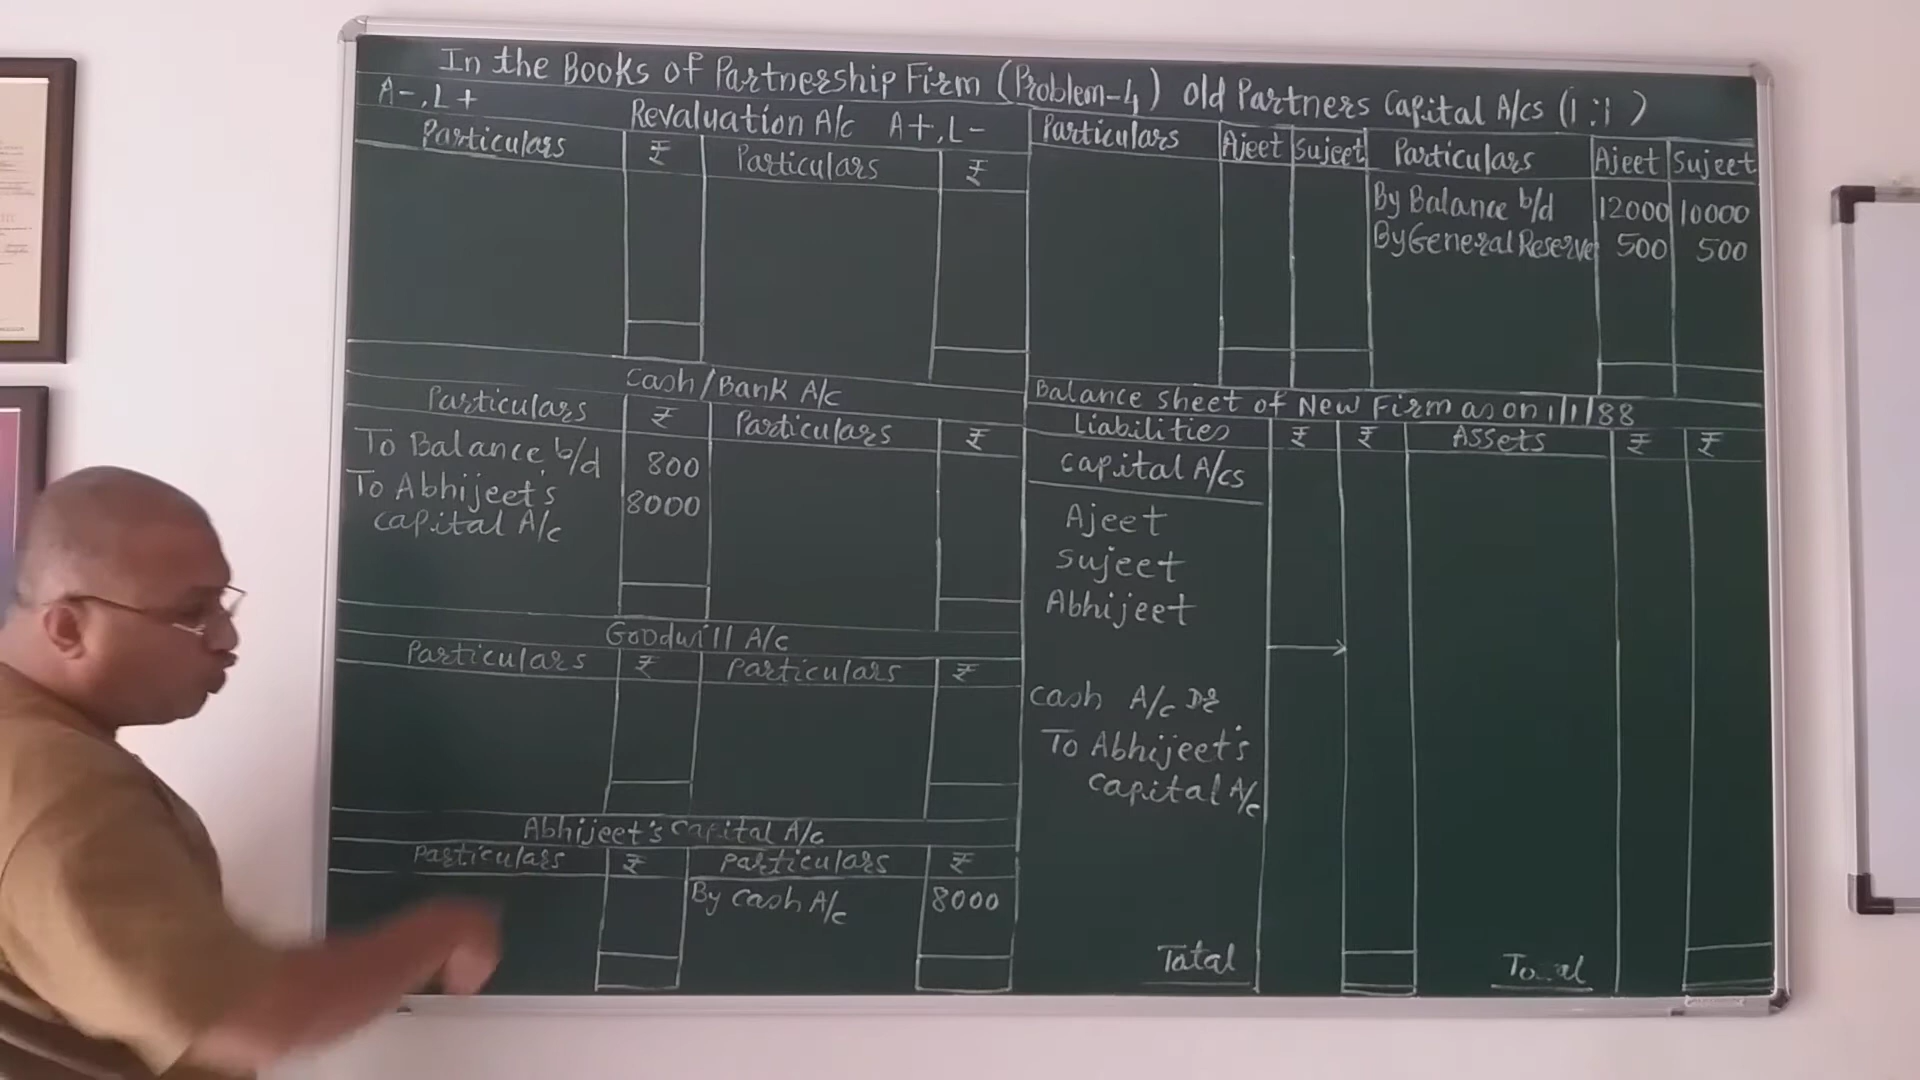 In the Books of Partnership Firm (Problem-4) Old Partners Capital A/cs (1:1)
A-, L+
Revaluation A/c A+, L-
Particulars ₹ Particulars ₹
Particulars Ajeet Sujeet Particulars Ajeet Sujeet
By Balance b/d 12000 10000
By General Reserve 500 500
Cash/Bank A/c
Particulars ₹ Particulars ₹
To Balance b/d 800
To Abhijeet's 8000
capital A/c
Goodwill A/c
Particulars ₹ Particulars ₹
Abhijeet's Capital A/c
Particulars ₹ Particulars ₹
By Cash A/c 8000
Balance sheet of New Firm as on 1/1/88
Liabilities ₹ ₹ Assets ₹ ₹
Capital A/cs
Ajeet
Sujeet
Abhijeet
Cash A/c Dr
To Abhijeet's
Capital A/c
Total